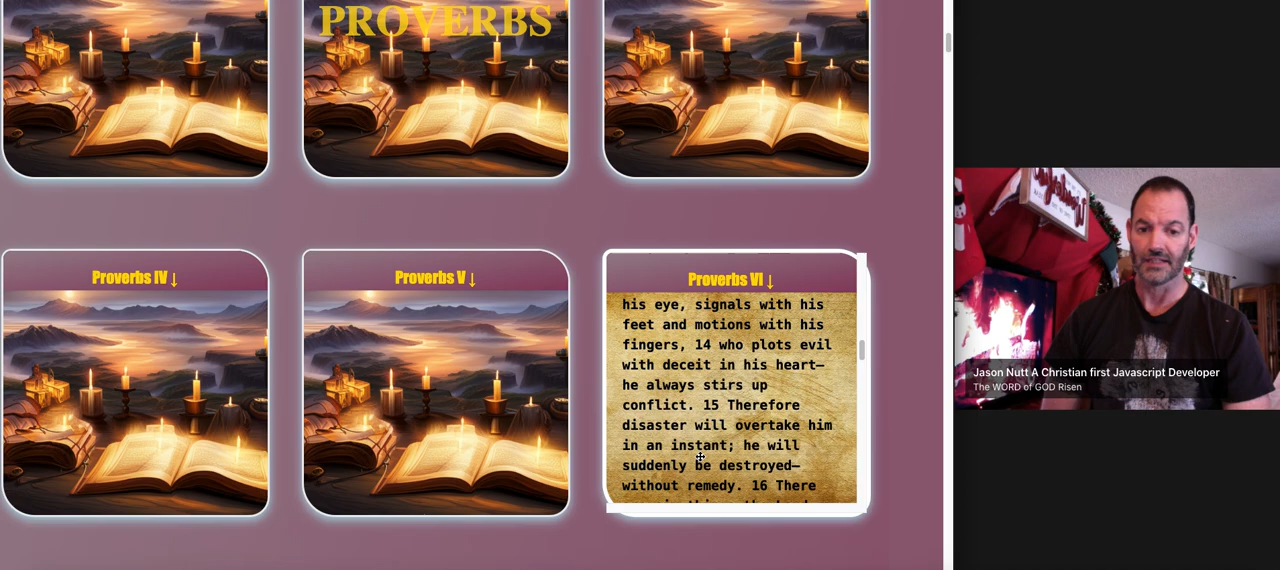 PROVERBS
Proverbs IV ↓
Proverbs V ↓
Proverbs VI ↓
his eye, signals with his
feet and motions with his
fingers, 14 who plots evil
with deceit in his heart—
he always stirs up
conflict. 15 Therefore
disaster will overtake him
in an instant; he will
suddenly be destroyed—
without remedy. 16 There
Jason Nutt A Christian first Javascript Developer
The WORD of GOD Risen